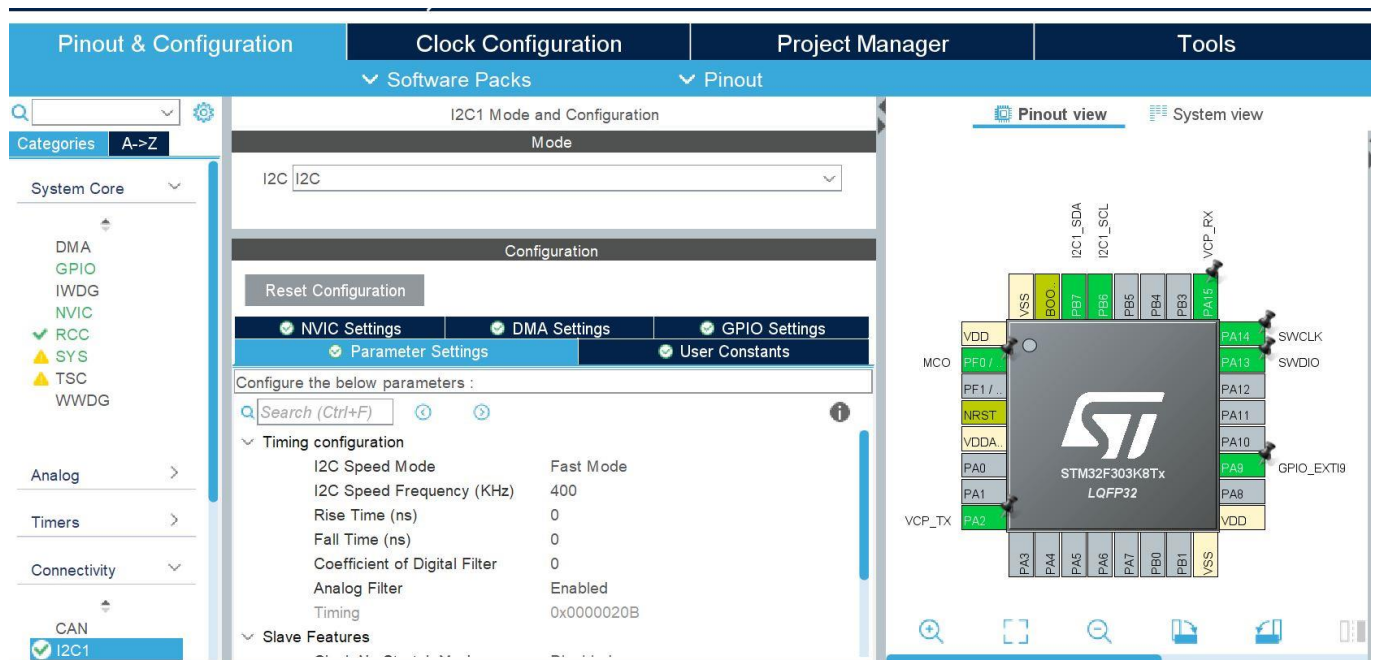 Pinout & Configuration
Clock Configuration
Project Manager
Tools
Software Packs
Pinout
Categories
A->Z
System Core
DMA
GPIO
IWDG
NVIC
RCC
SYS
TSC
WWDG
Analog
Timers
Connectivity
CAN
I2C1
I2C1 Mode and Configuration
Mode
I2C I2C
Configuration
Reset Configuration
NVIC Settings
DMA Settings
GPIO Settings
Parameter Settings
User Constants
Configure the below parameters :
Search (Ctrl+F)
Timing configuration
I2C Speed Mode Fast Mode
I2C Speed Frequency (KHz) 400
Rise Time (ns) 0
Fall Time (ns) 0
Coefficient of Digital Filter 0
Analog Filter Enabled
Timing 0x0000020B
Slave Features
Pinout view
System view
I2C1_SDA
I2C1_SCL
VCP_RX
VSS
BOO..
PB7
PB6
PB5
PB4
PB3
PA15
VDD
MCO PF0 /
PF1 / ..
NRST
VDDA..
PA0
PA1
VCP_TX PA2
STM32F303K8Tx
LQFP32
PA14 SWCLK
PA13 SWDIO
PA12
PA11
PA10
PA9 GPIO_EXTI9
PA8
VDD
PA3
PA4
PA5
PA6
PA7
PB0
PB1
VSS